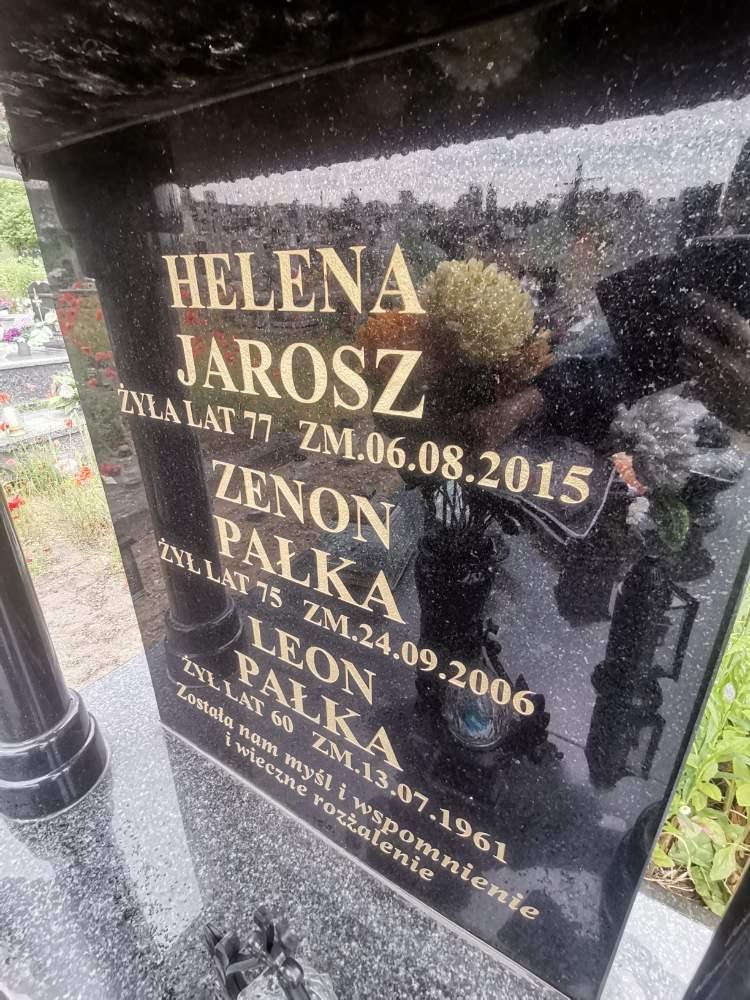 HELENA
JAROSZ
ŻYŁA LAT 77 ZM.06.08.2015
ZENON
PAŁKA
ŻYŁ LAT 75 ZM.24.09.2006
LEON
PAŁKA
ŻYŁ LAT 60 ZM.13.07.1961
Została nam myśl i wspomnienie
i wieczne rozżalenie